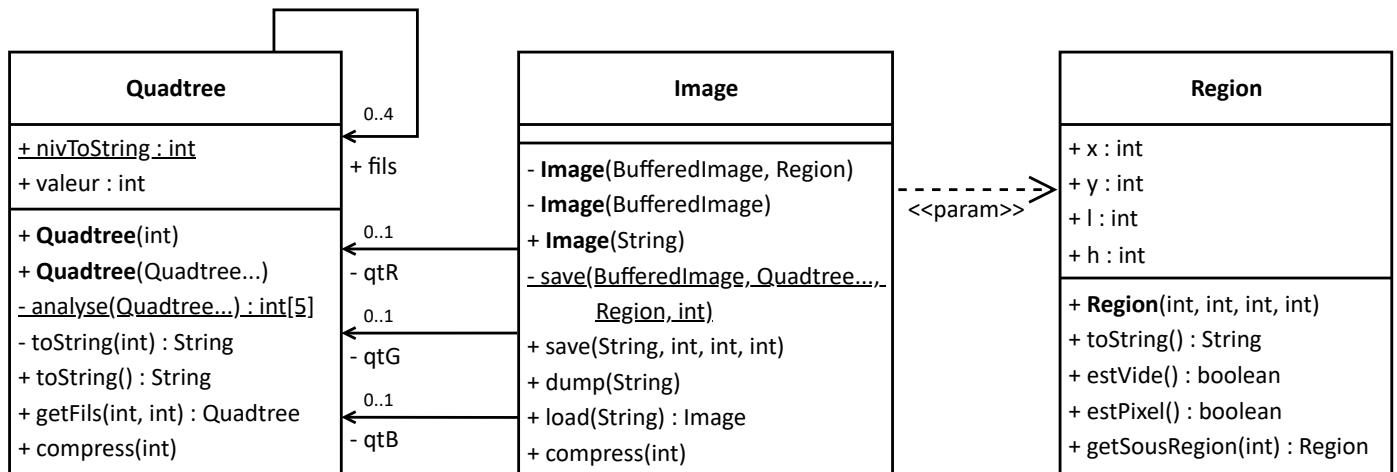 Quadtree
+ nivToString : int
+ valeur : int
+ Quadtree(int)
+ Quadtree(Quadtree...)
- analyse(Quadtree...) : int[5]
- toString(int) : String
+ toString() : String
+ getFils(int, int) : Quadtree
+ compress(int)
0..4
+ fils
0..1
- qtR
0..1
- qtG
0..1
- qtB
Image
- Image(BufferedImage, Region)
- Image(BufferedImage)
+ Image(String)
- save(BufferedImage, Quadtree...,
Region, int)
+ save(String, int, int, int)
+ dump(String)
+ load(String) : Image
+ compress(int)
<<param>>
Region
+ x : int
+ y : int
+ l : int
+ h : int
+ Region(int, int, int, int)
+ toString() : String
+ estVide() : boolean
+ estPixel() : boolean
+ getSousRegion(int) : Region